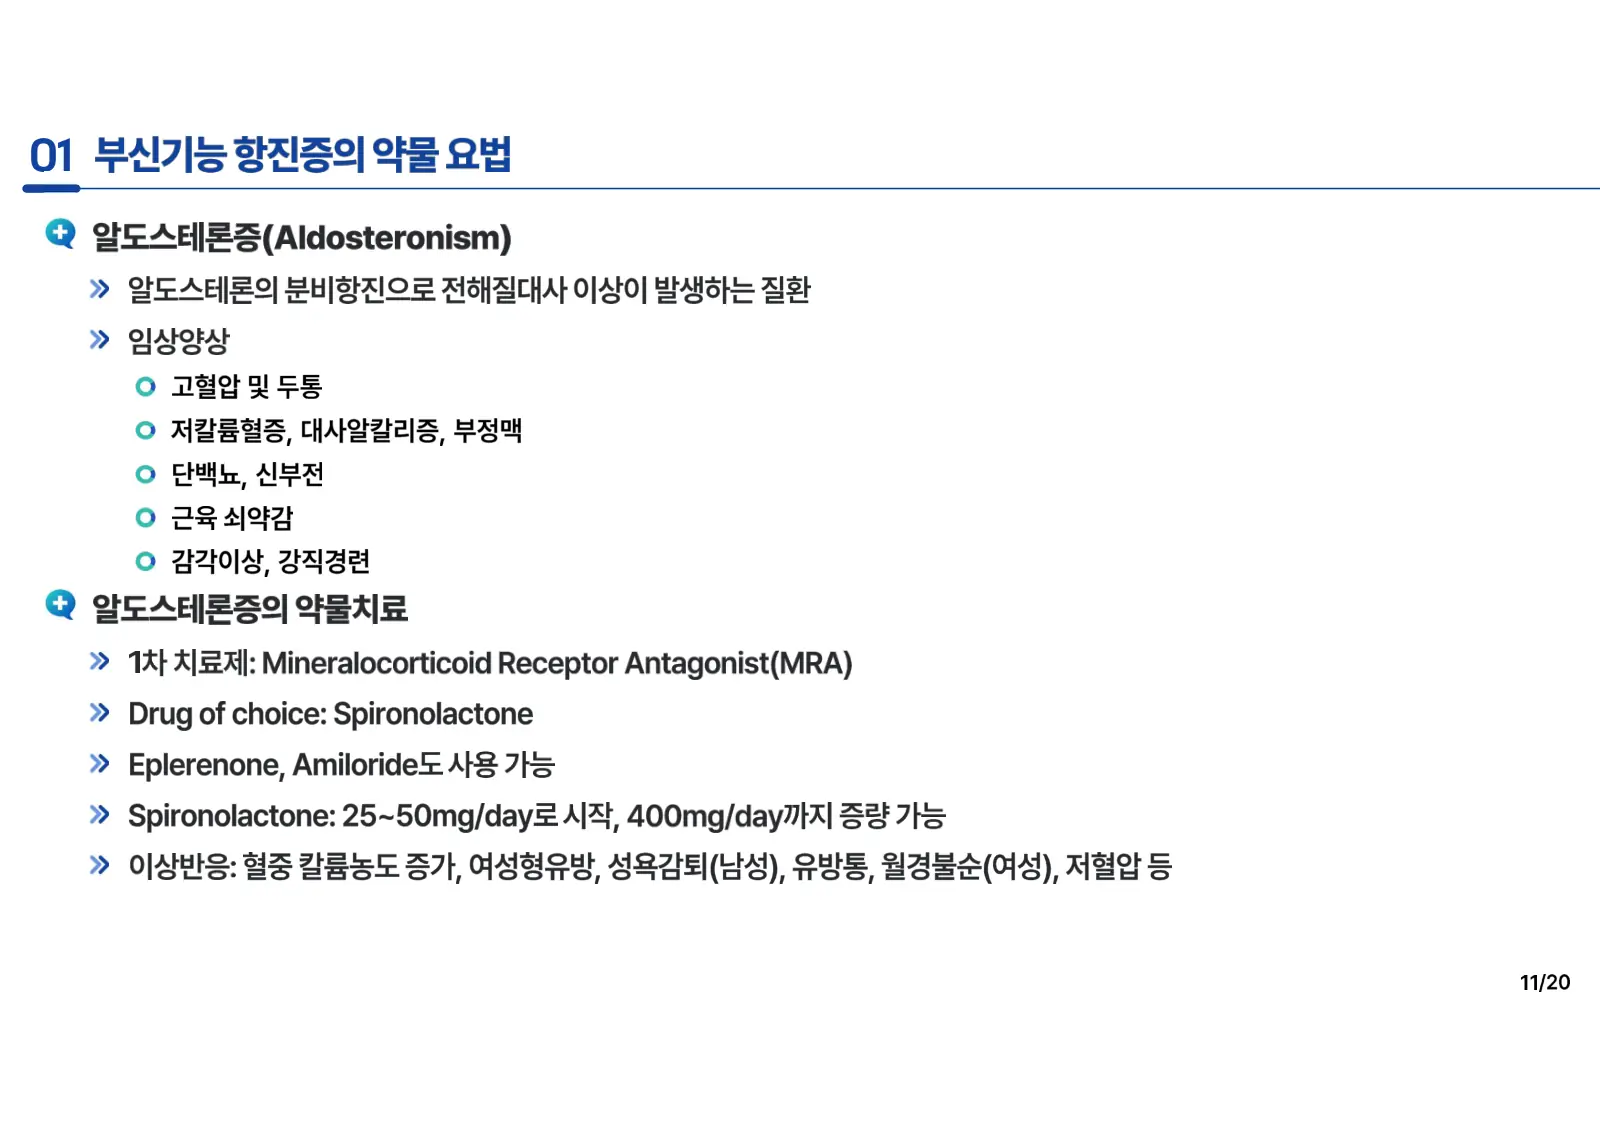 01 부신기능 항진증의 약물 요법
알도스테론증(Aldosteronism)
알도스테론의 분비항진으로 전해질대사 이상이 발생하는 질환
임상양상
고혈압 및 두통
저칼륨혈증, 대사알칼리증, 부정맥
단백뇨, 신부전
근육 쇠약감
감각이상, 강직경련
알도스테론증의 약물치료
1차 치료제: Mineralocorticoid Receptor Antagonist(MRA)
Drug of choice: Spironolactone
Eplerenone, Amiloride도 사용 가능
Spironolactone: 25~50mg/day로 시작, 400mg/day까지 증량 가능
이상반응: 혈중 칼륨농도 증가, 여성형유방, 성욕감퇴(남성), 유방통, 월경불순(여성), 저혈압 등
11/20